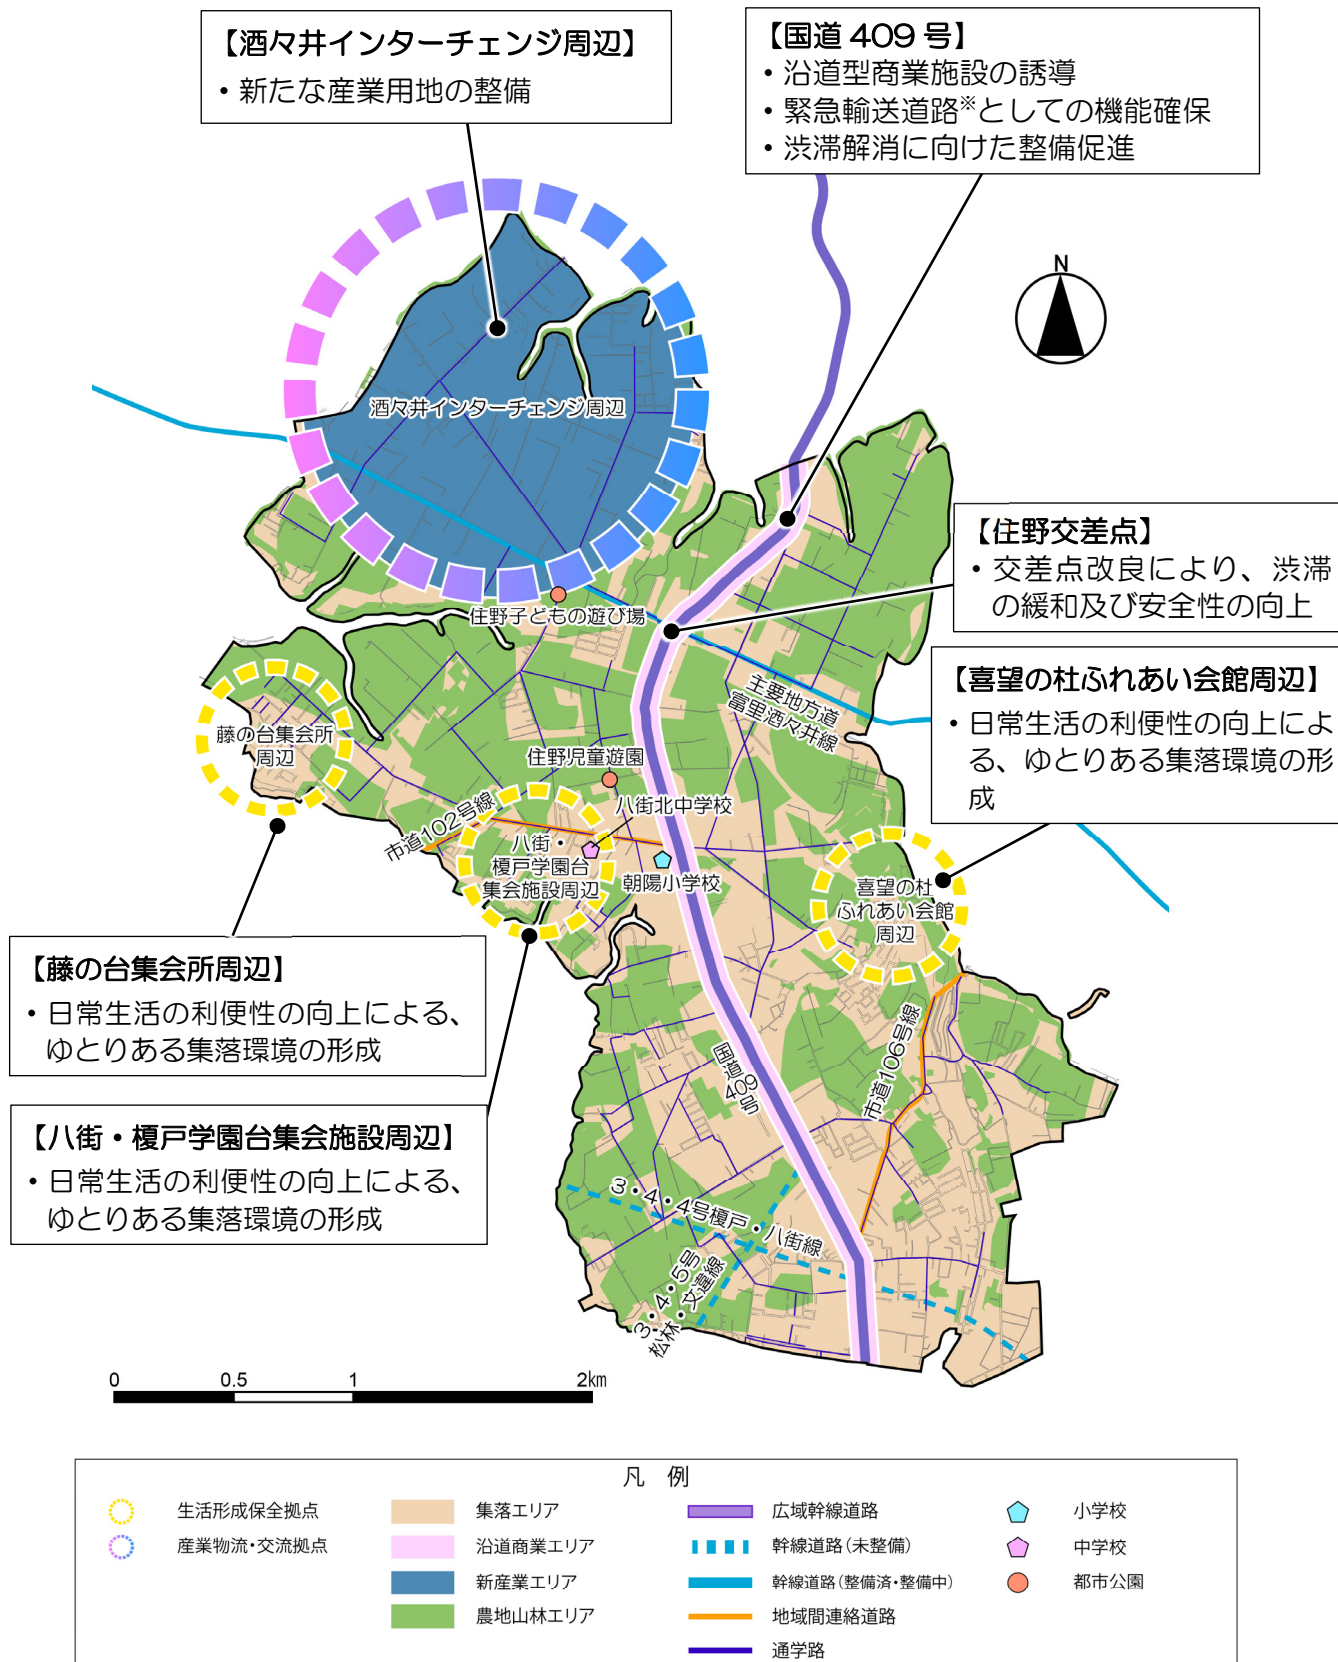 【酒々井インターチェンジ周辺】
・新たな産業用地の整備
【国道409号】
・沿道型商業施設の誘導
・緊急輸送道路※としての機能確保
・渋滞解消に向けた整備促進
N
酒々井インターチェンジ周辺
【住野交差点】
・交差点改良により、渋滞
の緩和及び安全性の向上
住野子どもの遊び場
【喜望の杜ふれあい会館周辺】
・日常生活の利便性の向上によ
る、ゆとりある集落環境の形
成
主要地方道
富里酒々井線
藤の台集会所
周辺
住野児童遊園
八街北中学校
市道102号線
八街・
榎戸学園台
集会施設周辺
朝陽小学校
喜望の杜
ふれあい会館
周辺
【藤の台集会所周辺】
・日常生活の利便性の向上による、
ゆとりある集落環境の形成
国道409号
市道106号線
【八街・榎戸学園台集会施設周辺】
・日常生活の利便性の向上による、
ゆとりある集落環境の形成
3・4・4号榎戸・八街線
3・4・5号
松林・文違線
0 0.5 1 2km
凡 例
生活形成保全拠点
産業物流・交流拠点
集落エリア
沿道商業エリア
新産業エリア
農地山林エリア
広域幹線道路
幹線道路(未整備)
幹線道路(整備済・整備中)
地域間連絡道路
通学路
小学校
中学校
都市公園